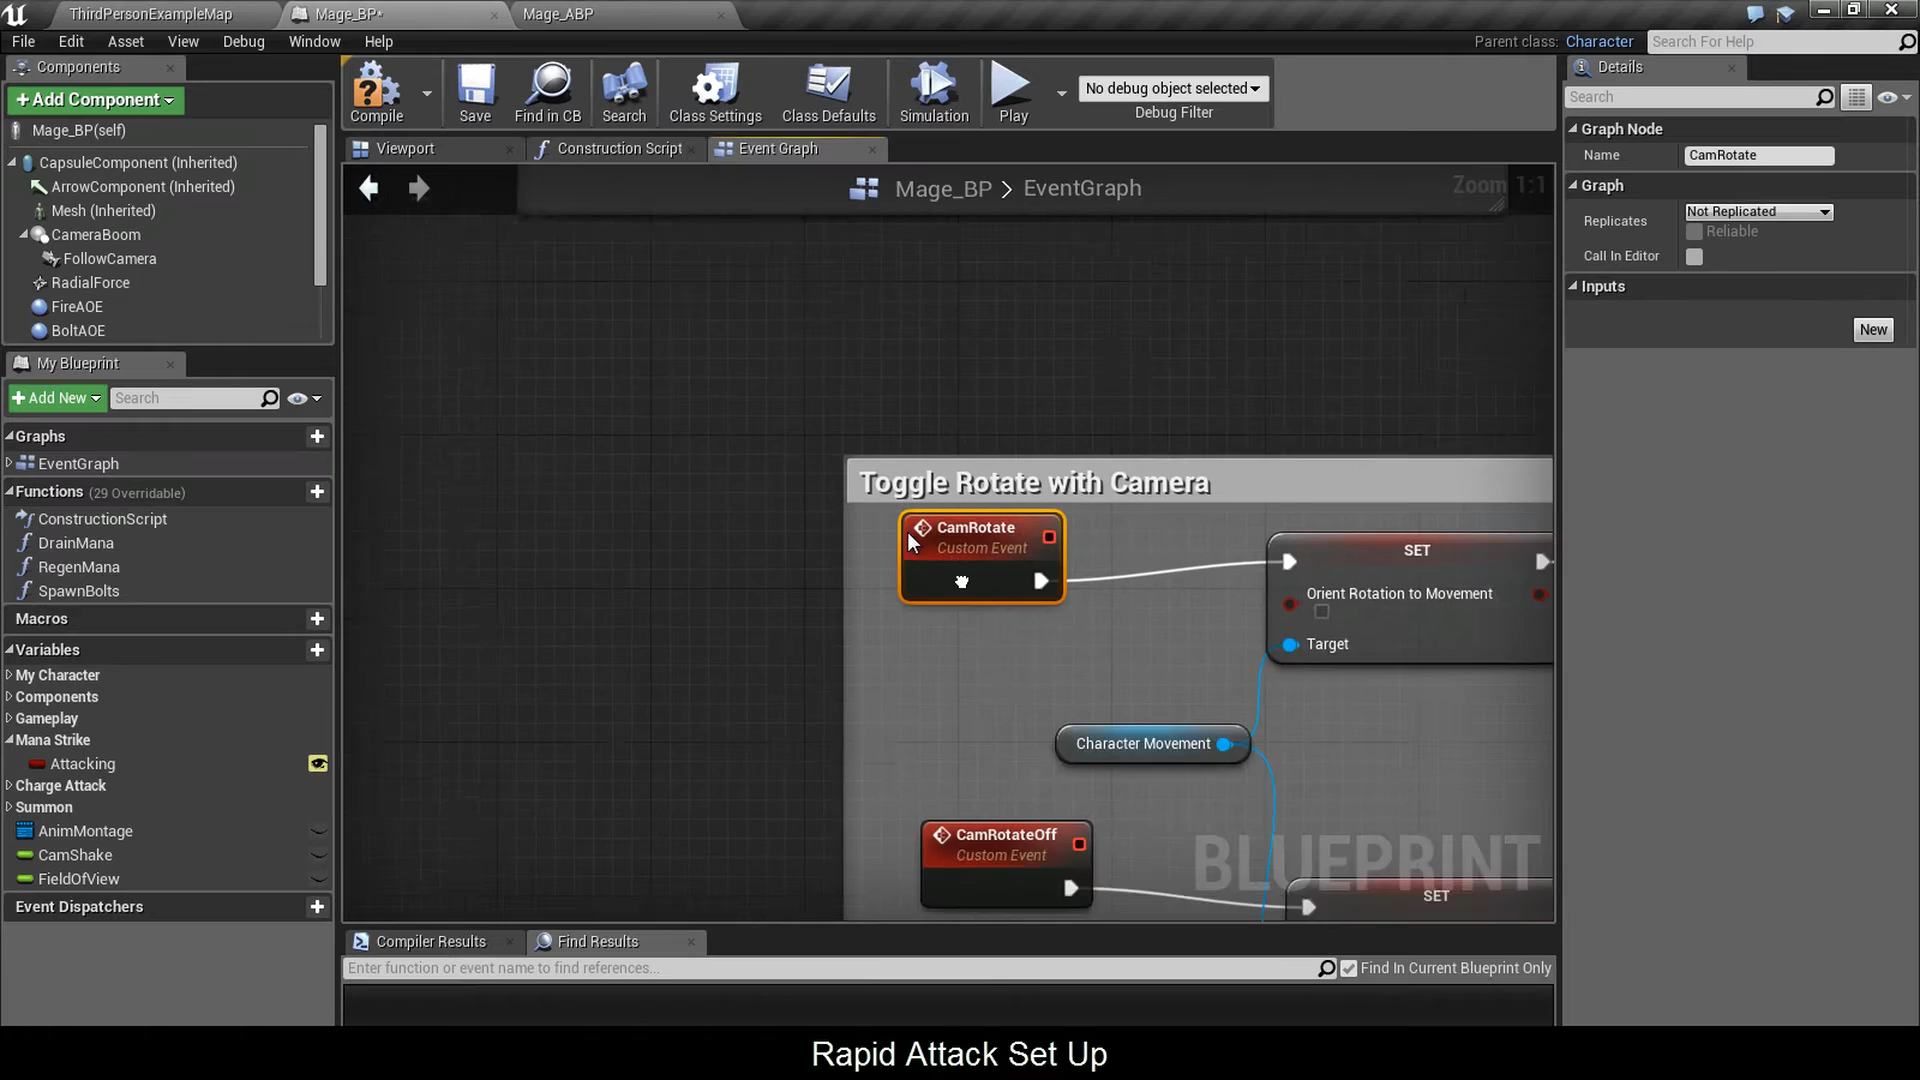 ThirdPersonExampleMap
Mage_BP*
Mage_ABP
File
Edit
Asset
View
Debug
Window
Help
Parent class: Character
Search For Help
Components
+Add Component
Mage_BP(self)
CapsuleComponent (Inherited)
ArrowComponent (Inherited)
Mesh (Inherited)
CameraBoom
FollowCamera
RadialForce
FireAOE
BoltAOE
Compile
Save
Find in CB
Search
Class Settings
Class Defaults
Simulation
Play
No debug object selected
Debug Filter
Viewport
Construction Script
Event Graph
Mage_BP > EventGraph
Zoom 1:1
Toggle Rotate with Camera
CamRotate
Custom Event
SET
Orient Rotation to Movement
Target
Character Movement
CamRotateOff
Custom Event
SET
BLUEPRINT
My Blueprint
+Add New
Search
Graphs
EventGraph
Functions (29 Overridable)
ConstructionScript
DrainMana
RegenMana
SpawnBolts
Macros
Variables
My Character
Components
Gameplay
Mana Strike
Attacking
Charge Attack
Summon
AnimMontage
CamShake
FieldOfView
Event Dispatchers
Compiler Results
Find Results
Enter function or event name to find references...
Find In Current Blueprint Only
Details
Search
Graph Node
Name
CamRotate
Graph
Replicates
Not Replicated
Reliable
Call In Editor
Inputs
New
Rapid Attack Set Up